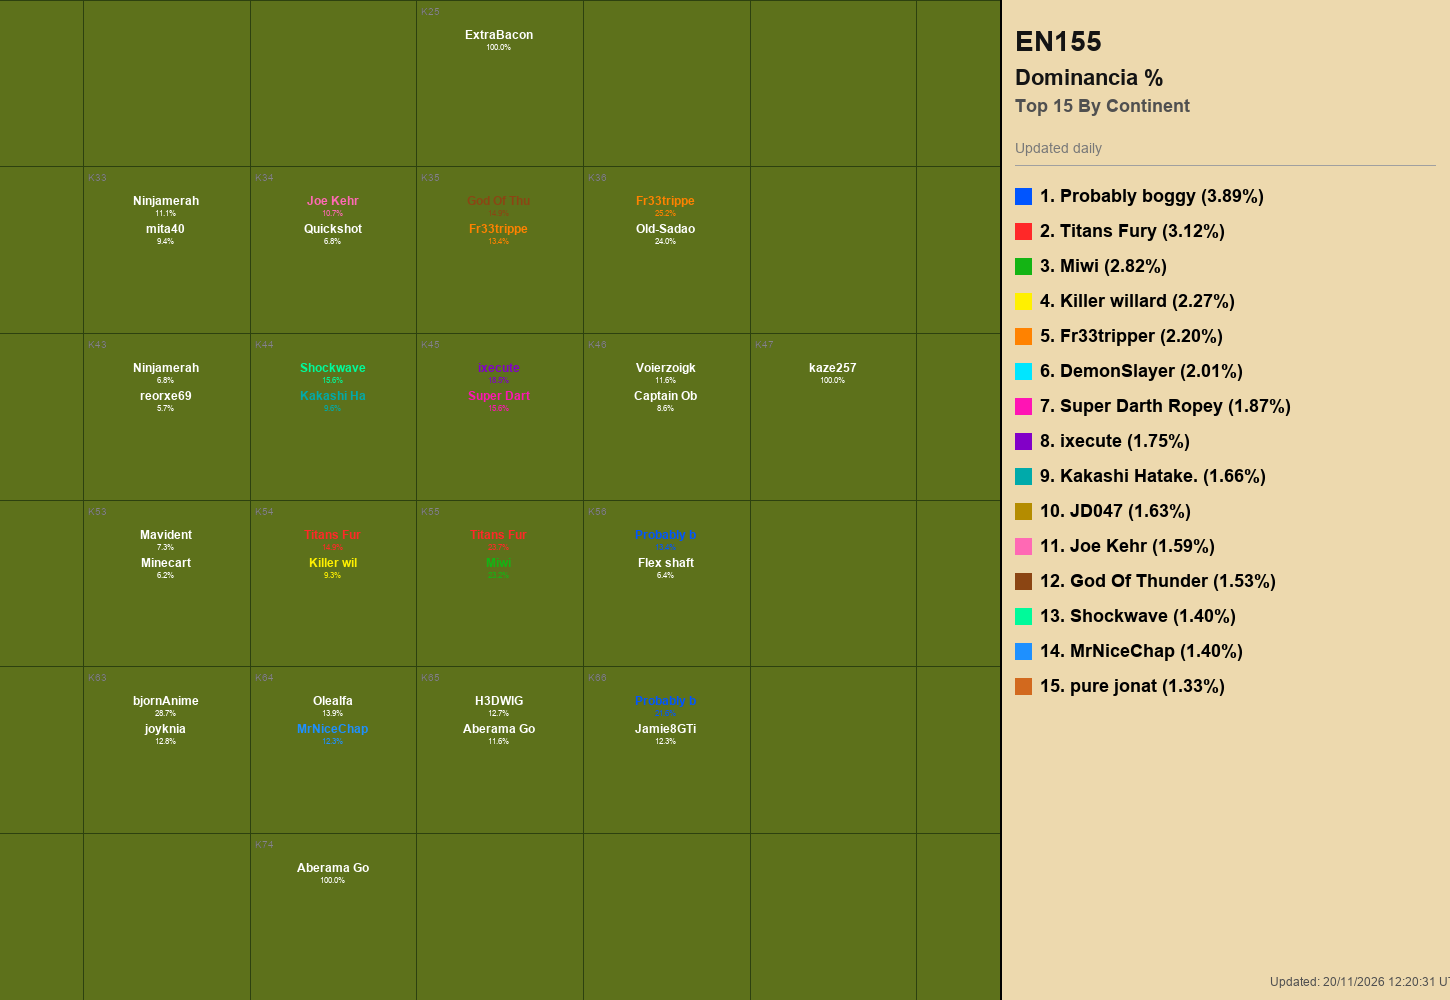 K25
ExtraBacon
100.0%
K33
Ninjamerah
11.1%
mita40
9.4%
K34
Joe Kehr
10.7%
Quickshot
6.8%
K35
God Of Thu
Fr33trippe
13.4%
K36
Fr33trippe
25.2%
Old-Sadao
24.0%
K43
Ninjamerah
6.8%
reorxe69
5.7%
K44
Shockwave
15.6%
Kakashi Ha
K45
ixecute
Super Dart
K46
Voierzoigk
11.6%
Captain Ob
8.6%
K47
kaze257
100.0%
K53
Mavident
7.3%
Minecart
6.2%
K54
Titans Fur
Killer wil
9.3%
K55
Titans Fur
Miwi
K56
Probably b
Flex shaft
6.4%
K63
bjornAnime
28.7%
joyknia
12.8%
K64
Olealfa
13.9%
MrNiceChap
K65
H3DWIG
12.7%
Aberama Go
11.6%
K66
Probably b
Jamie8GTi
12.3%
K74
Aberama Go
100.0%
EN155
Dominancia %
Top 15 By Continent
Updated daily
1. Probably boggy (3.89%)
2. Titans Fury (3.12%)
3. Miwi (2.82%)
4. Killer willard (2.27%)
5. Fr33tripper (2.20%)
6. DemonSlayer (2.01%)
7. Super Darth Ropey (1.87%)
8. ixecute (1.75%)
9. Kakashi Hatake. (1.66%)
10. JD047 (1.63%)
11. Joe Kehr (1.59%)
12. God Of Thunder (1.53%)
13. Shockwave (1.40%)
14. MrNiceChap (1.40%)
15. pure jonat (1.33%)
Updated: 20/11/2026 12:20:31